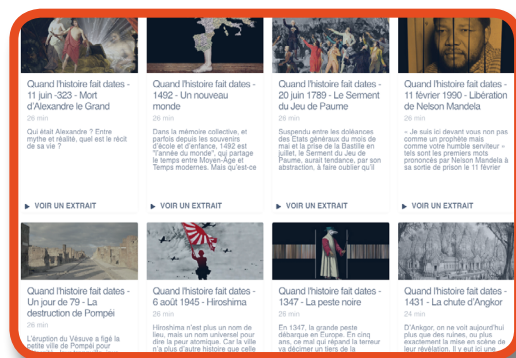 Quand l'histoire fait dates -
11 juin -323 - Mort
d'Alexandre le Grand
26 min
Qui était Alexandre ? Entre
mythe et réalité, quel est le récit
de sa vie ?
VOIR UN EXTRAIT
Quand l'histoire fait dates -
1492 - Un nouveau
monde
26 min
Dans la mémoire collective, et
parfois depuis les souvenirs
d'école et d'enfance, 1492 est
"l'année du monde", qui partage
le temps entre Moyen-Age et
Temps modernes. Mais qu'est-ce
VOIR UN EXTRAIT
Quand l'histoire fait dates -
20 juin 1789 - Le Serment
du Jeu de Paume
26 min
Suspendu entre les doléances
des Etats généraux du mois de
mai et la prise de la Bastille en
juillet, le Serment du Jeu de
Paume, aurait tendance, par son
abstraction, à faire publier qu'il
VOIR UN EXTRAIT
Quand l'histoire fait dates -
11 février 1990 - Libération
de Nelson Mandela
26 min
« Je suis ici devant vous non pas
comme un prophète mais
comme votre humble serviteur »
tels sont les premiers mots
prononcés par Nelson Mandela à
sa sortie de prison le 11 février
VOIR UN EXTRAIT
Quand l'histoire fait dates -
Un jour de 79 - La
destruction de Pompéi
26 min
L'éruption du Vésuve a figé la
petite ville de Pompéi pour
Quand l'histoire fait dates -
6 août 1945 - Hiroshima
26 min
Hiroshima n'est plus un nom de
lieu, mais un nom universel pour
dire la peur atomique. Car la ville
n'a plus d'autre histoire que celle
Quand l'histoire fait dates -
1347 - La peste noire
26 min
En 1347, la grande peste
débarque en Europe. En cinq
ans, ce mal qui répand la terreur
va décimer un tiers de la
Quand l'histoire fait dates -
1431 - La chute d'Angkor
24 min
D'Angkor, on ne voit aujourd'hui
plus que des ruines, ou plus
exactement la mise en scène de
leur révélation. Il y eut ici un